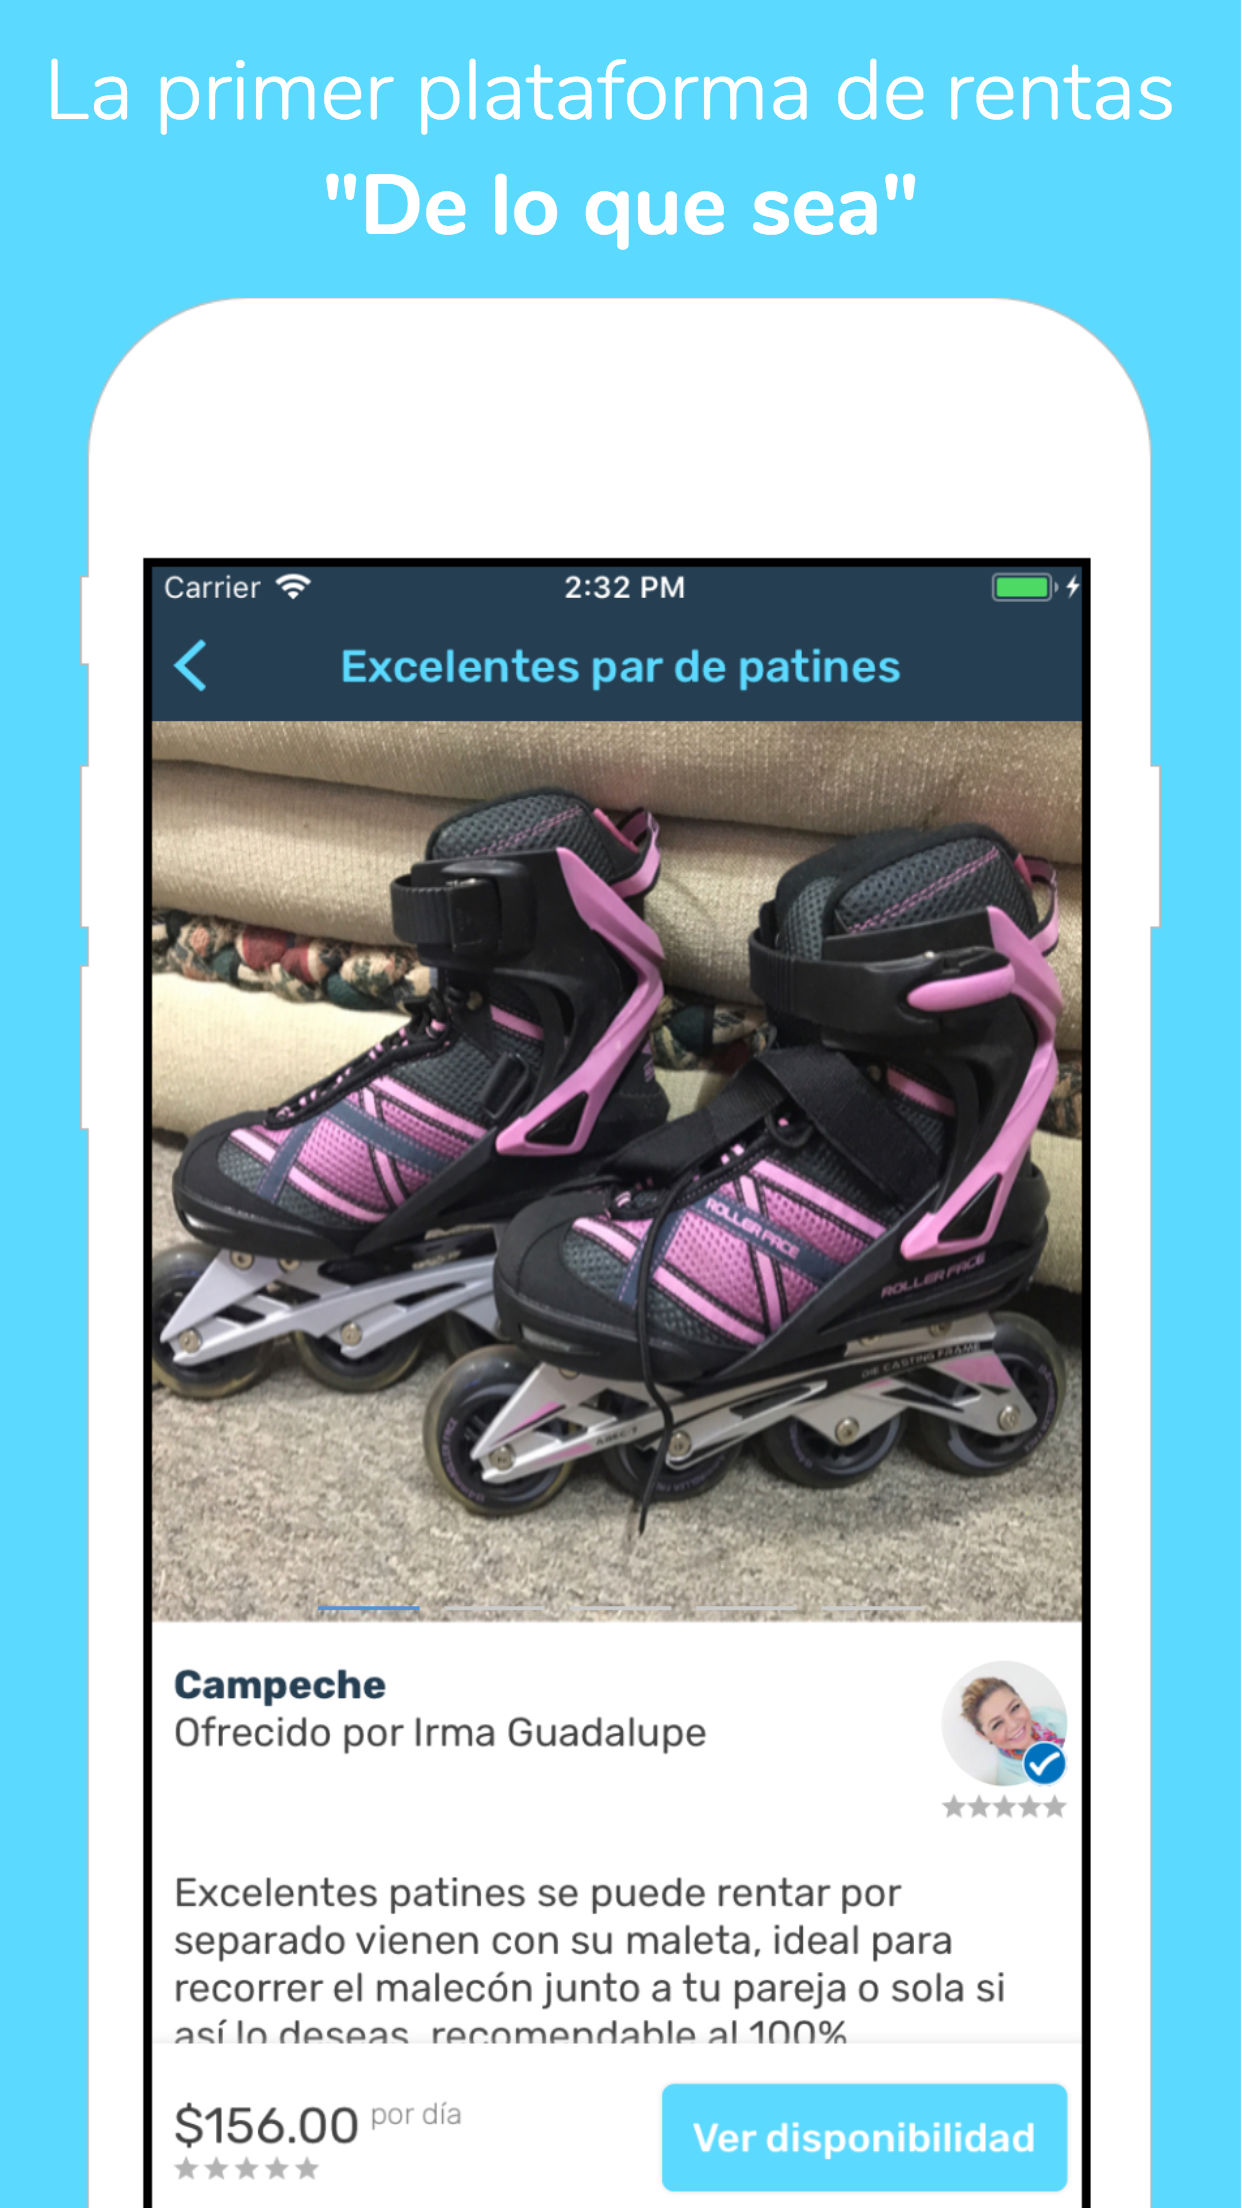 La primer plataforma de rentas
"De lo que sea"
Carrier
2:32 PM
Excelentes par de patines
ROLLER FACE
ROLLER FACE
DIE CASTING FRAME
ABEC 7
Campeche
Ofrecido por Irma Guadalupe
Excelentes patines se puede rentar por
separado vienen con su maleta, ideal para
recorrer el malecón junto a tu pareja o sola si
así lo deseas, recomendable al 100%
$156.00 por día
Ver disponibilidad